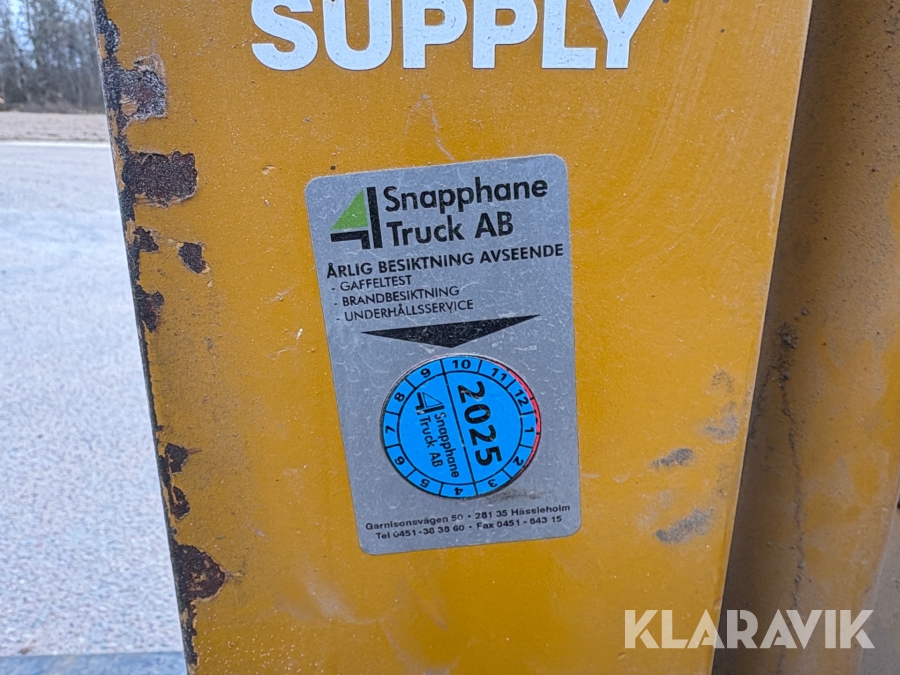 SUPPLY
Snapphane
Truck AB
ÅRLIG BESIKTNING AVSEENDE
- GAFFELTEST
- BRANDBESIKTNING
- UNDERHÅLLSSERVICE
10
11
12
1
2
3
4
5
6
7
8
9
2025
Snapphane
Truck AB
Garnisonsvägen 50 • 281 35 Hässleholm
Tel 0451-38 38 60 • Fax 0451 - 843 15
KLARAVIK